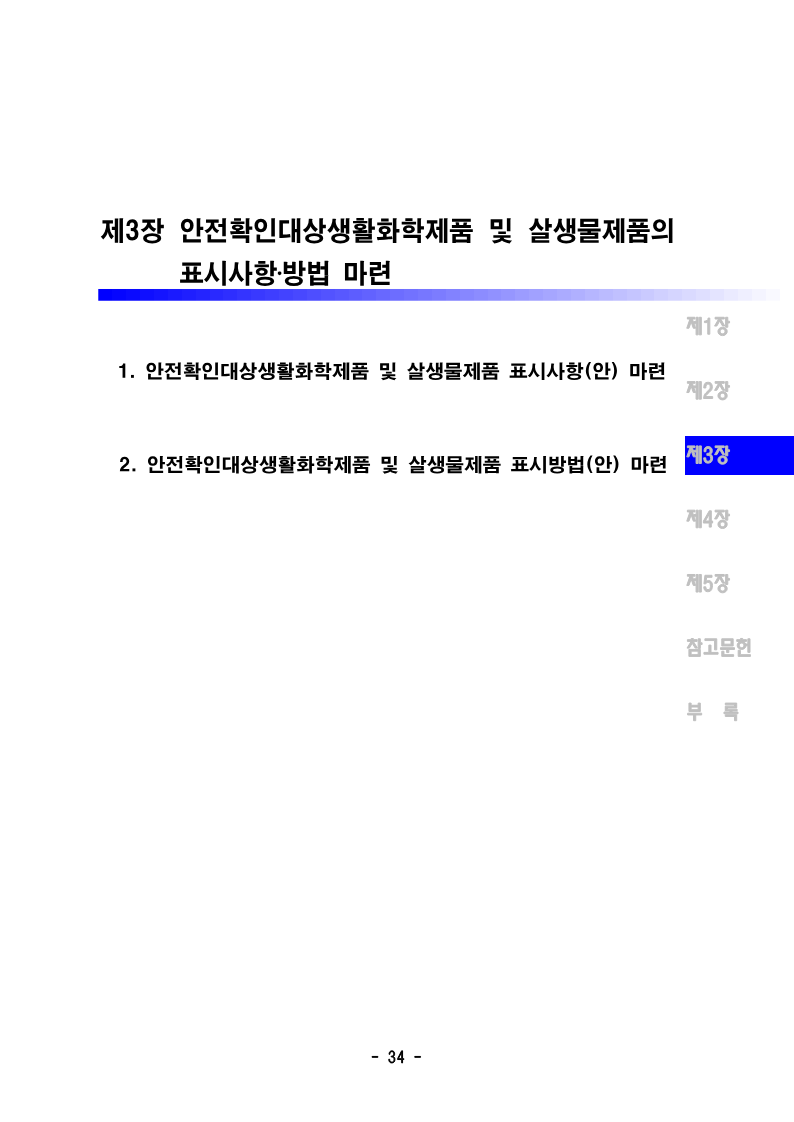 제3장 안전확인대상생활화학제품 및 살생물제품의
표시사항·방법 마련
제1장
1. 안전확인대상생활화학제품 및 살생물제품 표시사항(안) 마련
제2장
2. 안전확인대상생활화학제품 및 살생물제품 표시방법(안) 마련
제3장
제4장
제5장
참고문헌
부 록
- 34 -